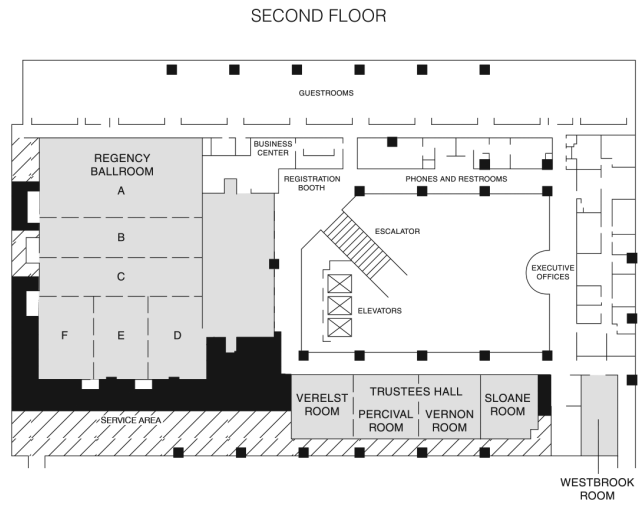 SECOND FLOOR
GUESTROOMS
BUSINESS
CENTER
REGENCY
BALLROOM
A
REGISTRATION
BOOTH
PHONES AND RESTROOMS
B
ESCALATOR
C
EXECUTIVE
OFFICES
ELEVATORS
F
E
D
VERELST
ROOM
TRUSTEES HALL
PERCIVAL
ROOM
VERNON
ROOM
SLOANE
ROOM
SERVICE AREA
WESTBROOK
ROOM